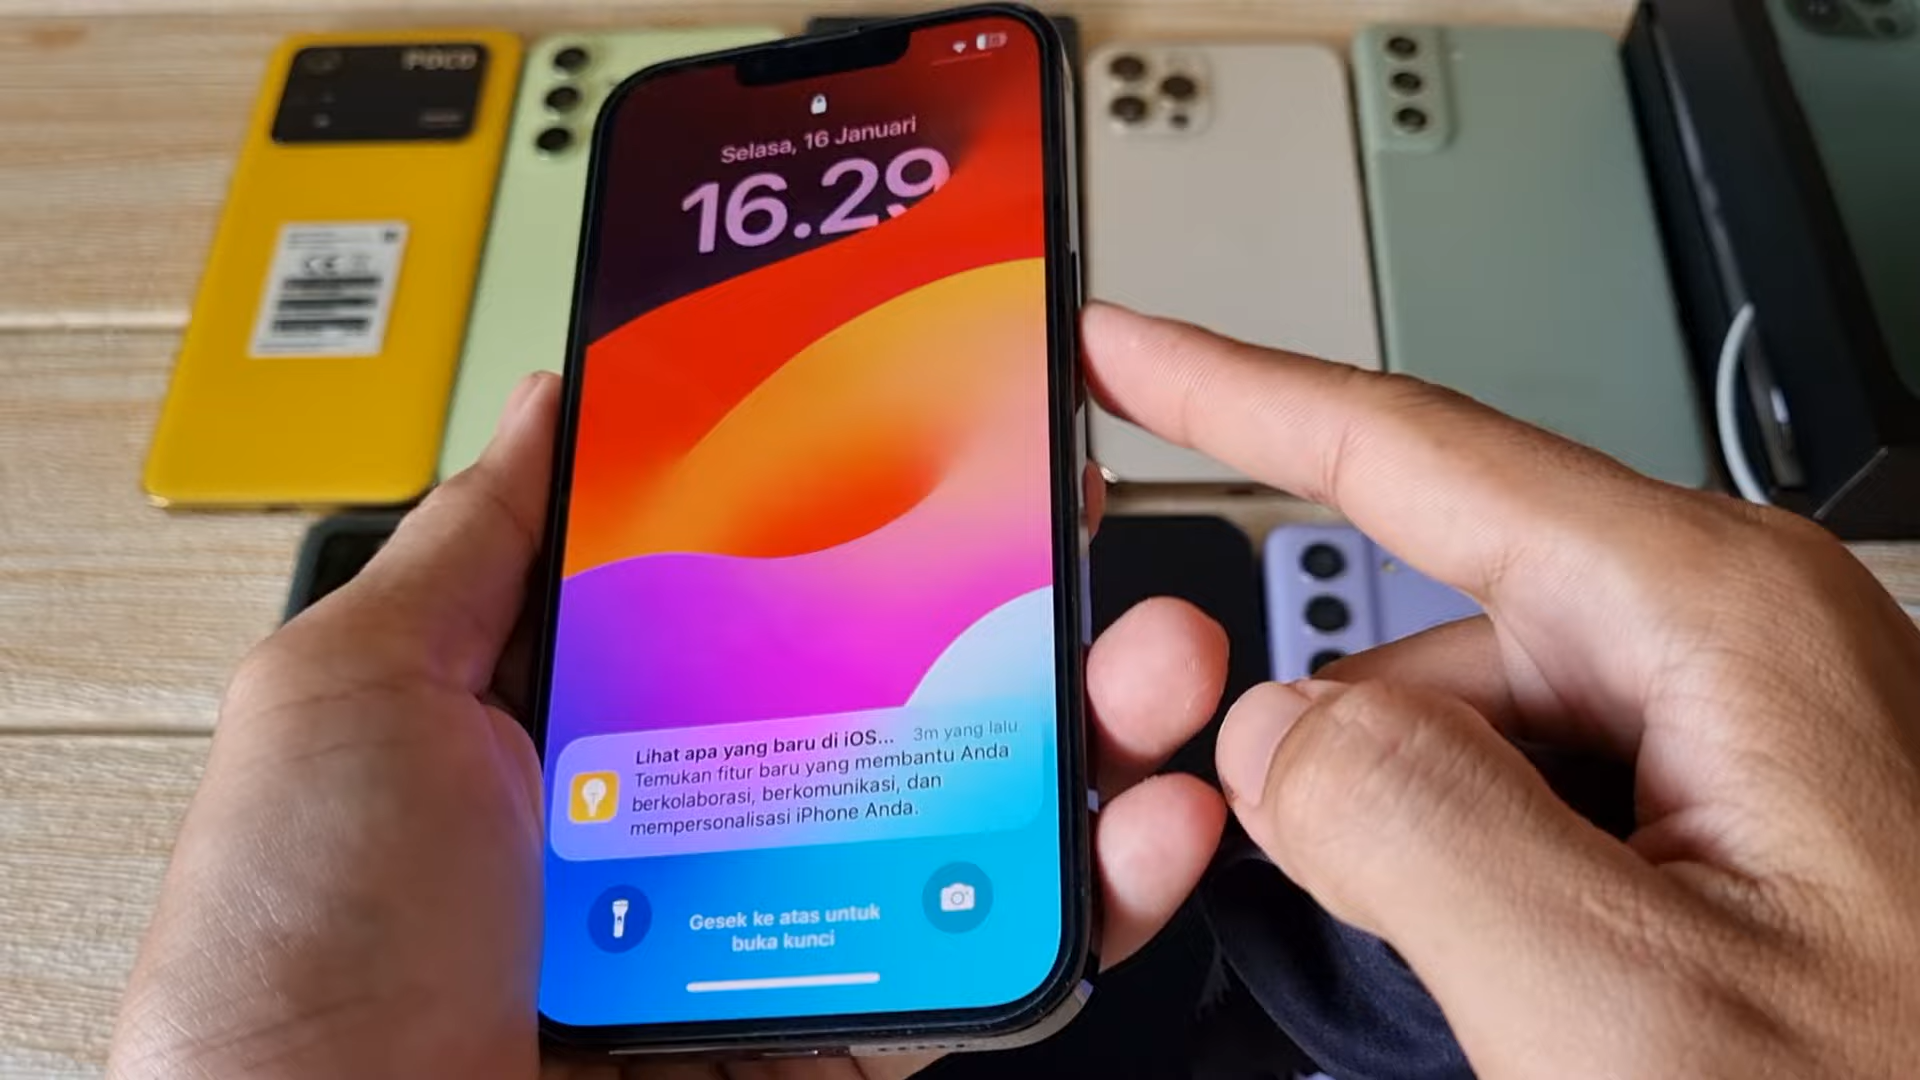 POCO
CE
Selasa, 16 Januari
16.29
Lihat apa yang baru di iOS... 3m yang lalu
Temukan fitur baru yang membantu Anda
berkolaborasi, berkomunikasi, dan
mempersonalisasi iPhone Anda.
Gesek ke atas untuk
buka kunci